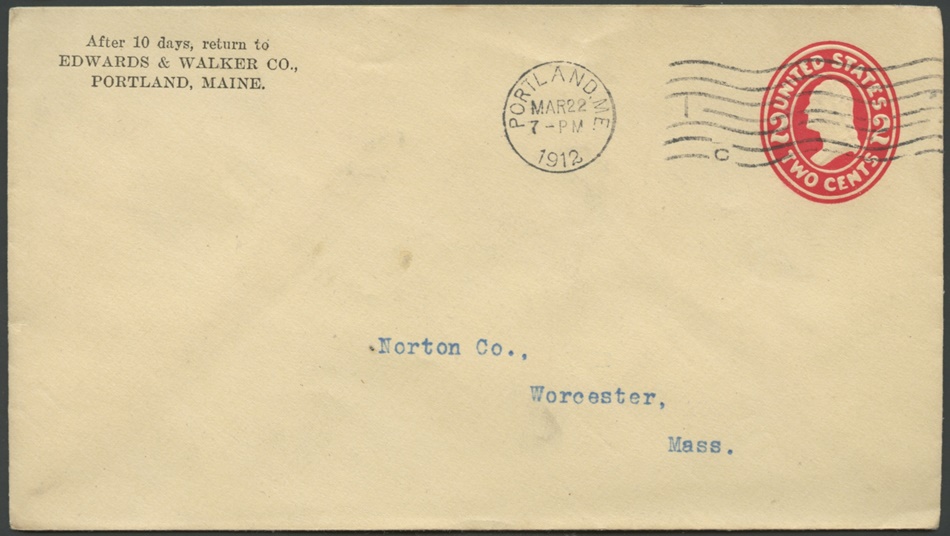 After 10 days, return to
EDWARDS & WALKER CO.,
PORTLAND, MAINE.
PORTLAND, ME
MAR 22
7-PM
1912
C
UNITED STATES
2 2
TWO CENTS
Norton Co.,
Worcester,
Mass.